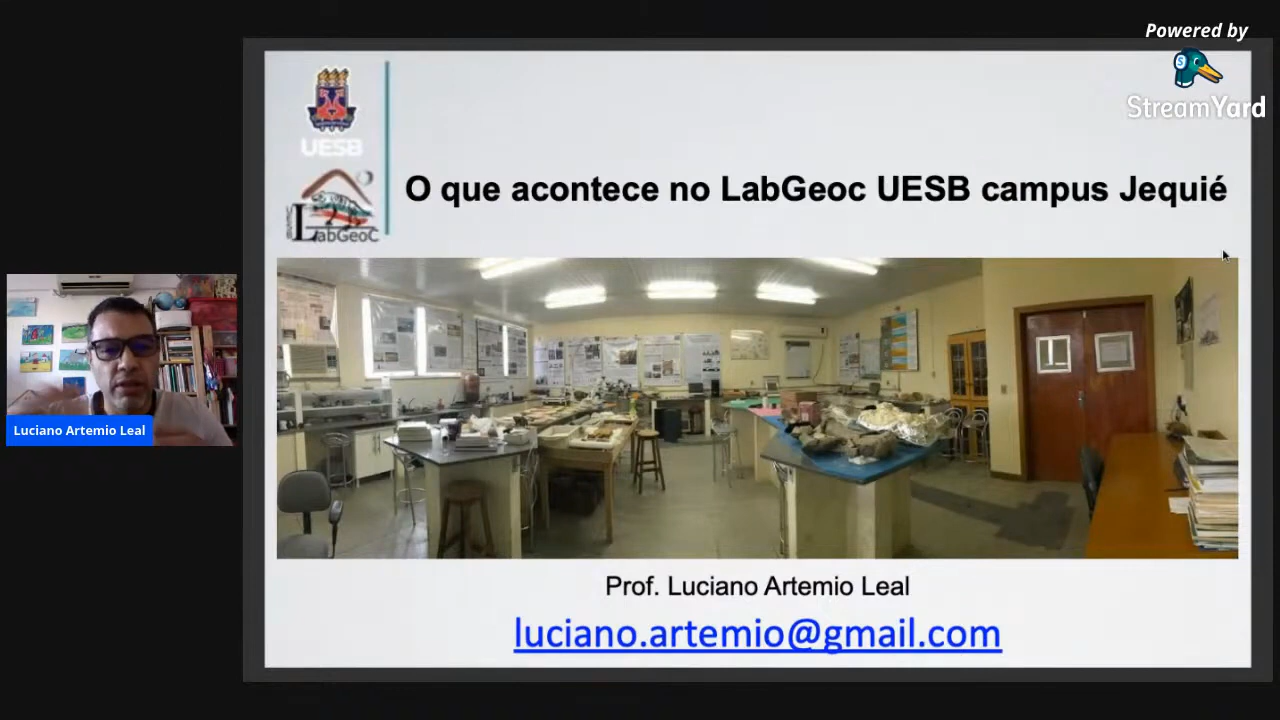 Powered by
StreamYard
UESB
LabGeoC
O que acontece no LabGeoc UESB campus Jequié
Luciano Artemio Leal
Prof. Luciano Artemio Leal
luciano.artemio@gmail.com